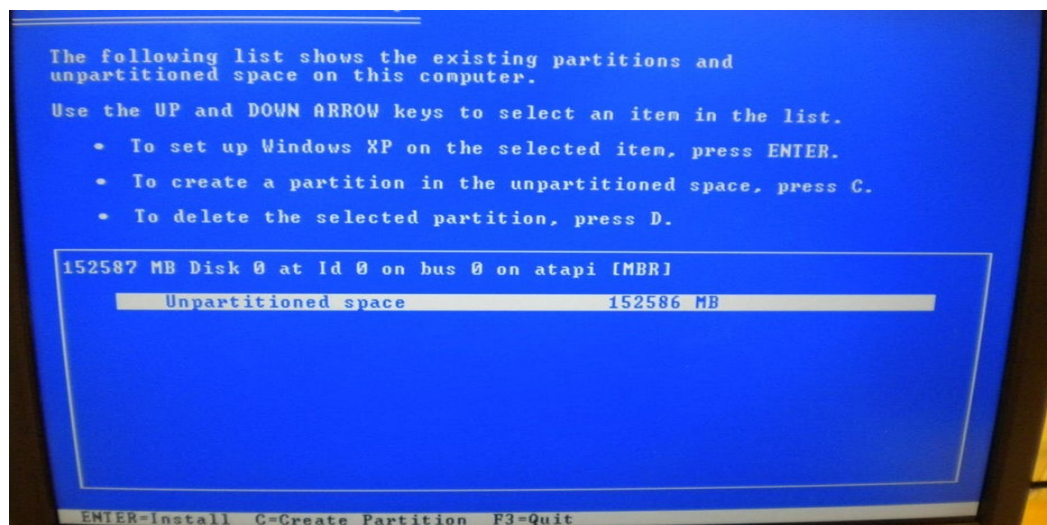 The following list shows the existing partitions and
unpartitioned space on this computer.
Use the UP and DOWN ARROW keys to select an item in the list.
• To set up Windows XP on the selected item, press ENTER.
• To create a partition in the unpartitioned space, press C.
• To delete the selected partition, press D.
152587 MB Disk 0 at Id 0 on bus 0 on atapi [MBR]
Unpartitioned space 152586 MB
ENTER=Install C=Create Partition F3=Quit